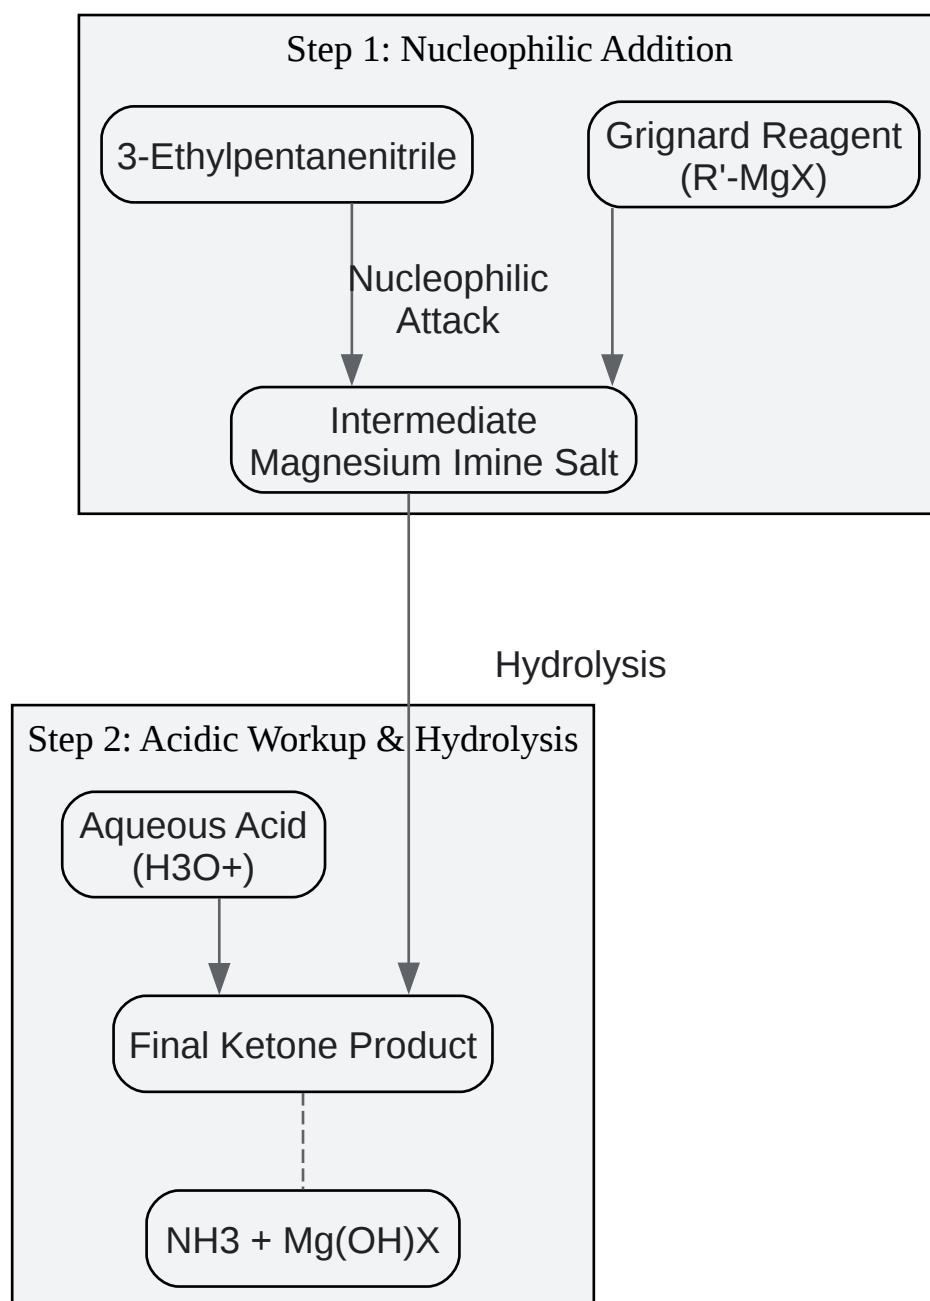 Step 1: Nucleophilic Addition
3-Ethylpentanenitrile
Grignard Reagent
(R'-MgX)
Nucleophilic
Attack
Intermediate
Magnesium Imine Salt
Hydrolysis
Step 2: Acidic Workup & Hydrolysis
Aqueous Acid
(H3O+)
Final Ketone Product
NH3 + Mg(OH)X